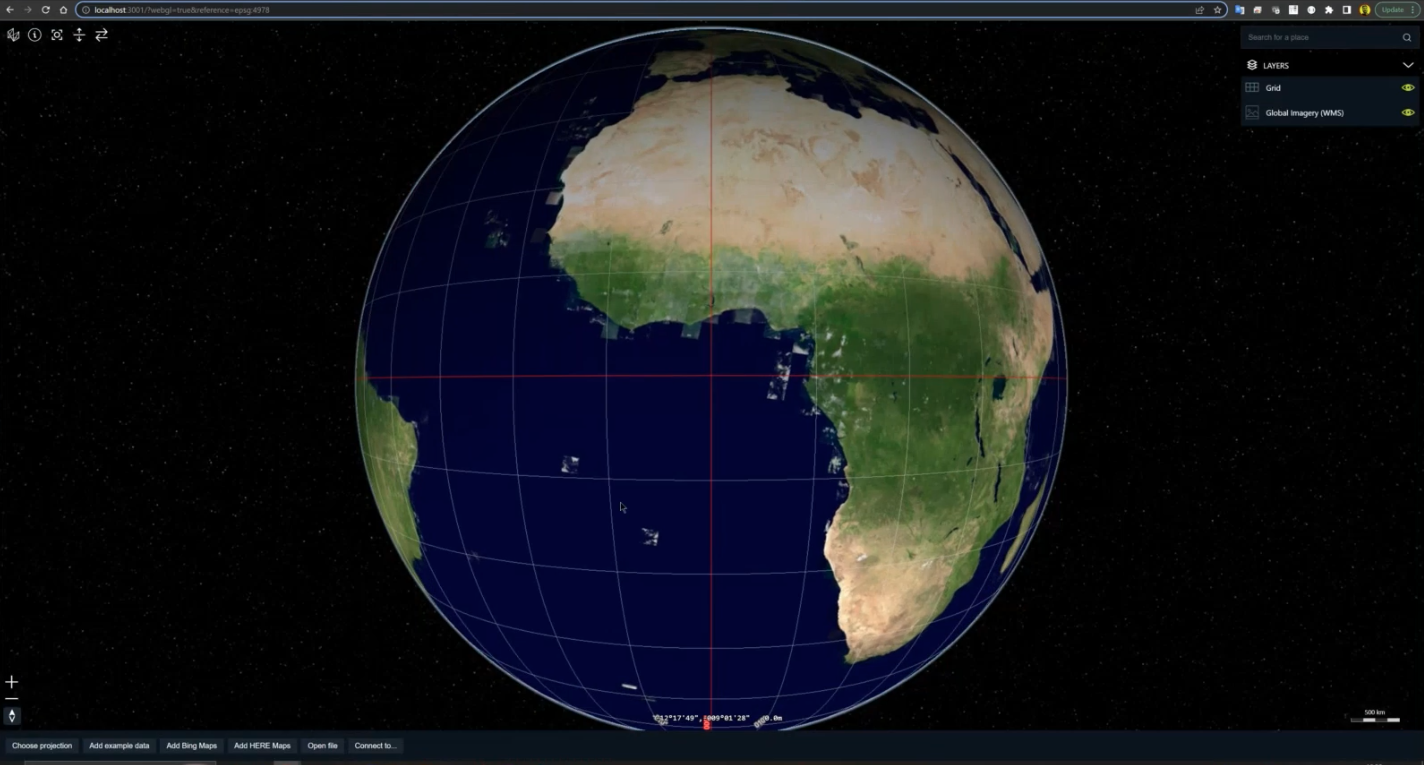 localhost:3001/?webgl=true&reference=epsg:4978
Update
Search for a place
LAYERS
Grid
Global Imagery (WMS)
500 km
Choose projection
Add example data
Add Bing Maps
Add HERE Maps
Open file
Connect to...